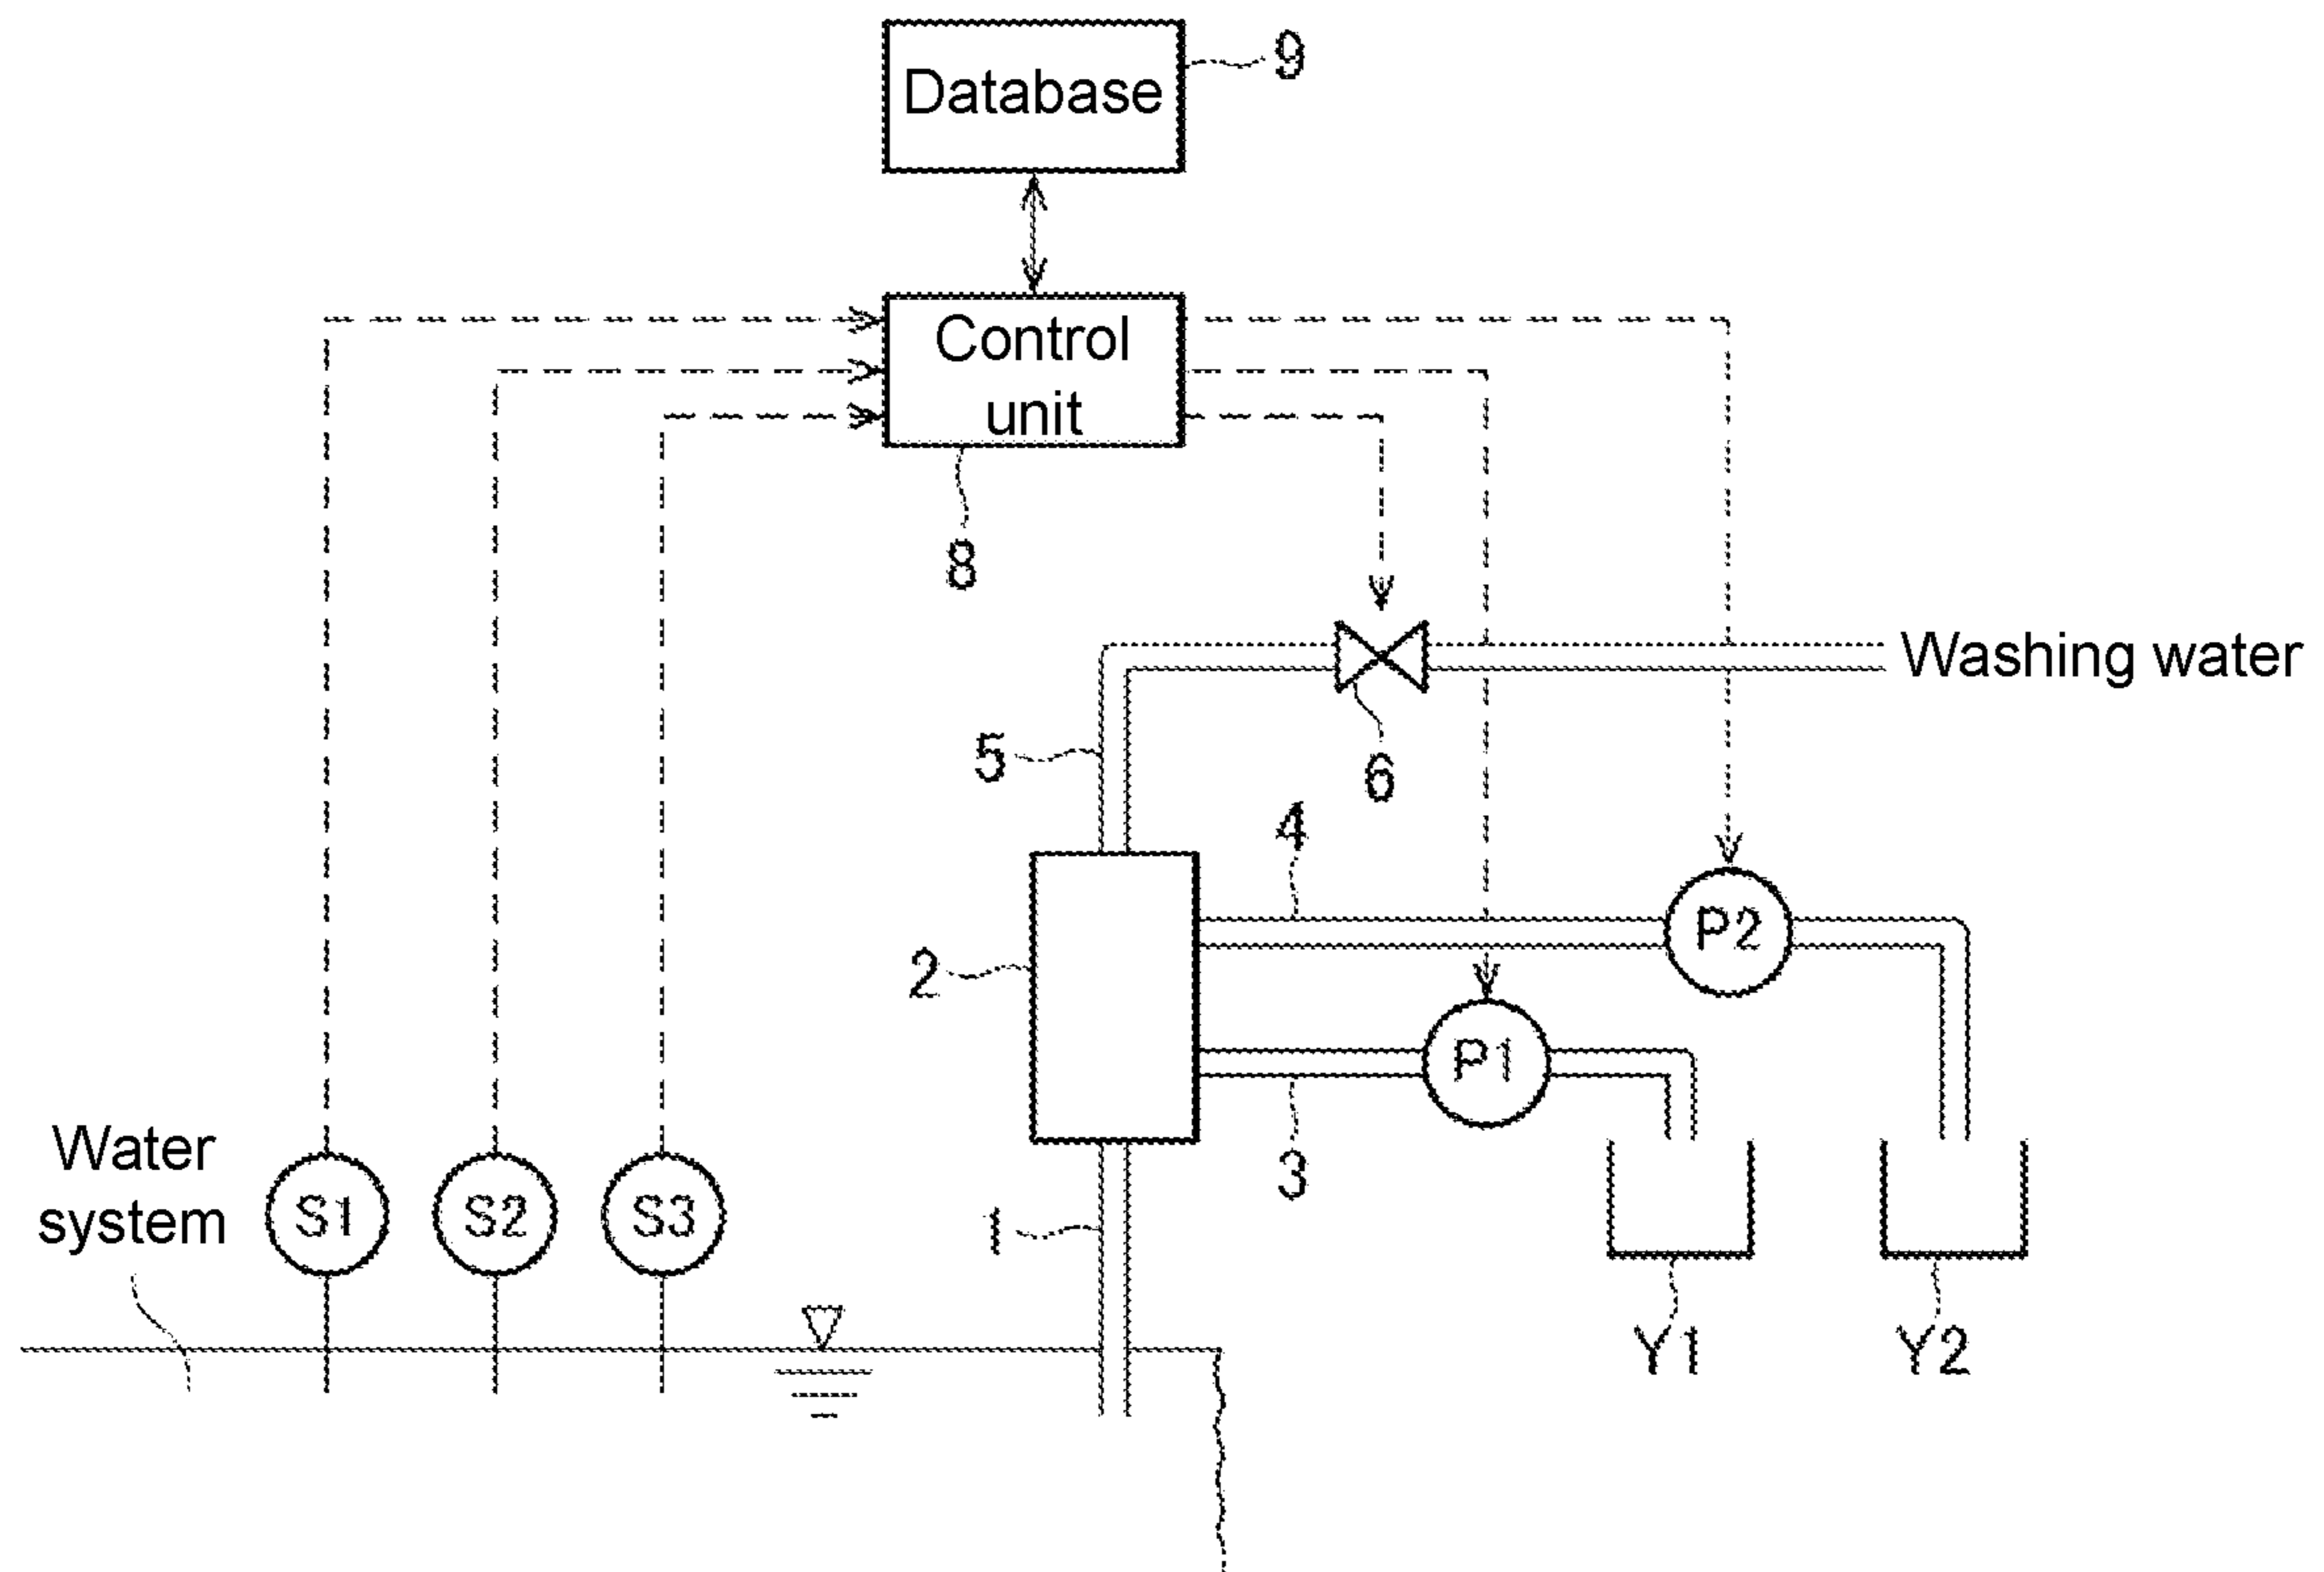 Database
9
Control
unit
8
Washing water
5
6
4
P2
2
P1
Water
system
S1
S2
S3
1
3
Y1
Y2